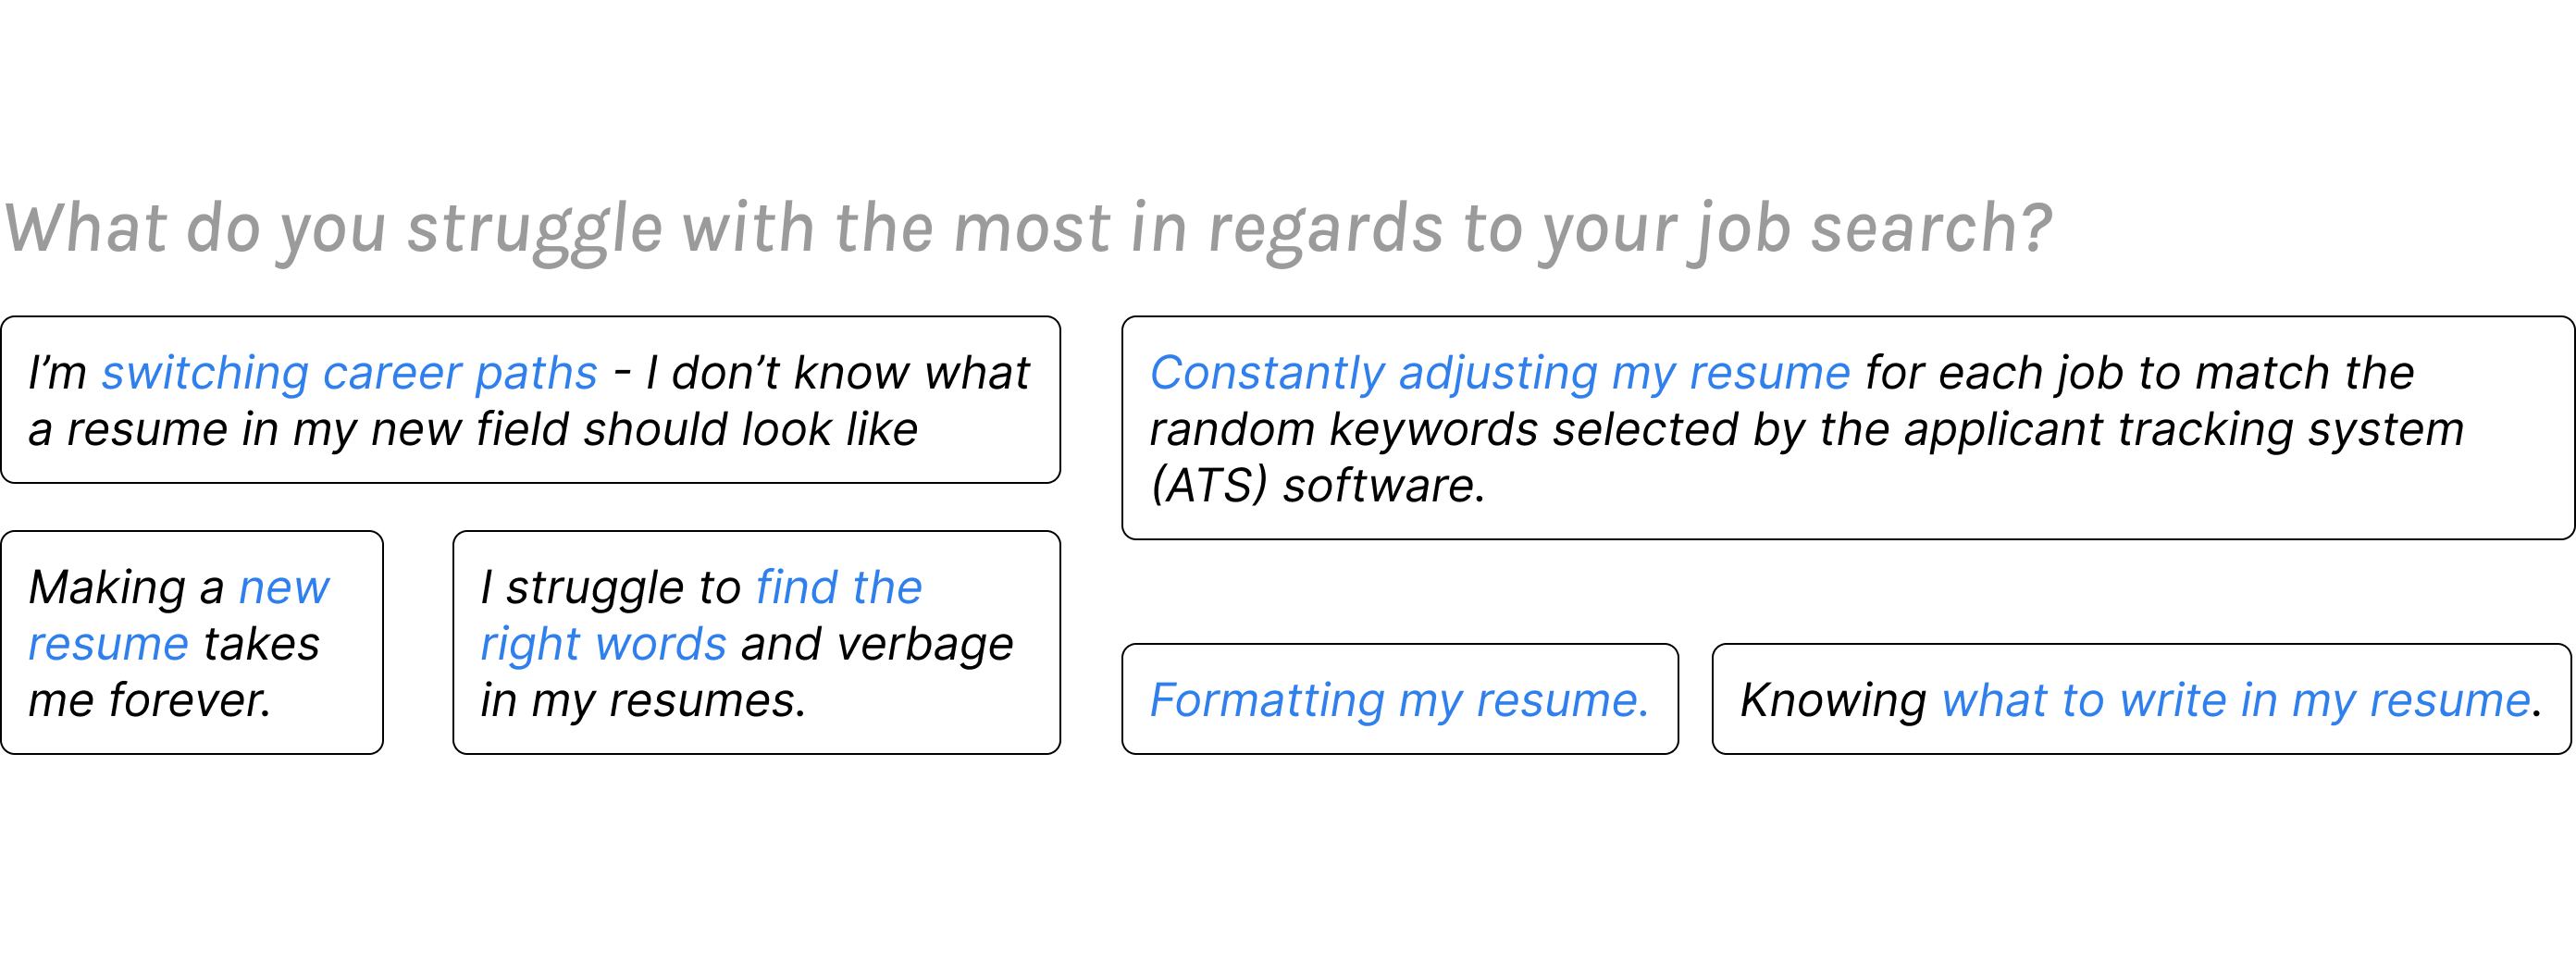 What do you struggle with the most in regards to your job search?
I’m switching career paths - I don’t know what
a resume in my new field should look like
Constantly adjusting my resume for each job to match the
random keywords selected by the applicant tracking system
(ATS) software.
Making a new
resume takes
me forever.
I struggle to find the
right words and verbage
in my resumes.
Formatting my resume.
Knowing what to write in my resume.